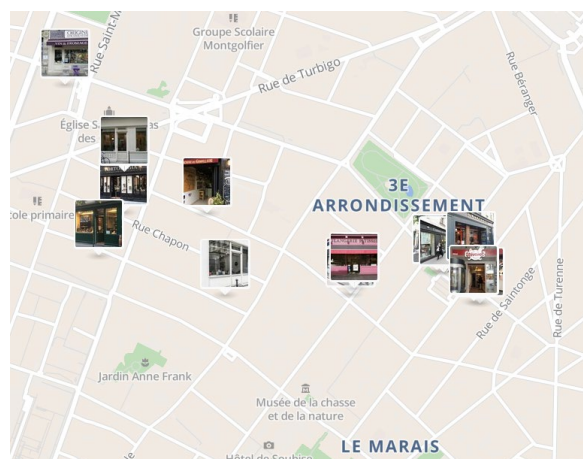 Groupe Scolaire
Montgolfier
Rue Saint-M
Rue de Turbigo
Rue Béranger
Église S
as
des
3E
ARRONDISSEMENT
cole primaire
Rue Chapon
Rue de Saintonge
Rue de Turenne
Jardin Anne Frank
Musée de la chasse
et de la nature
Hôtel de Soubise
LE MARAIS